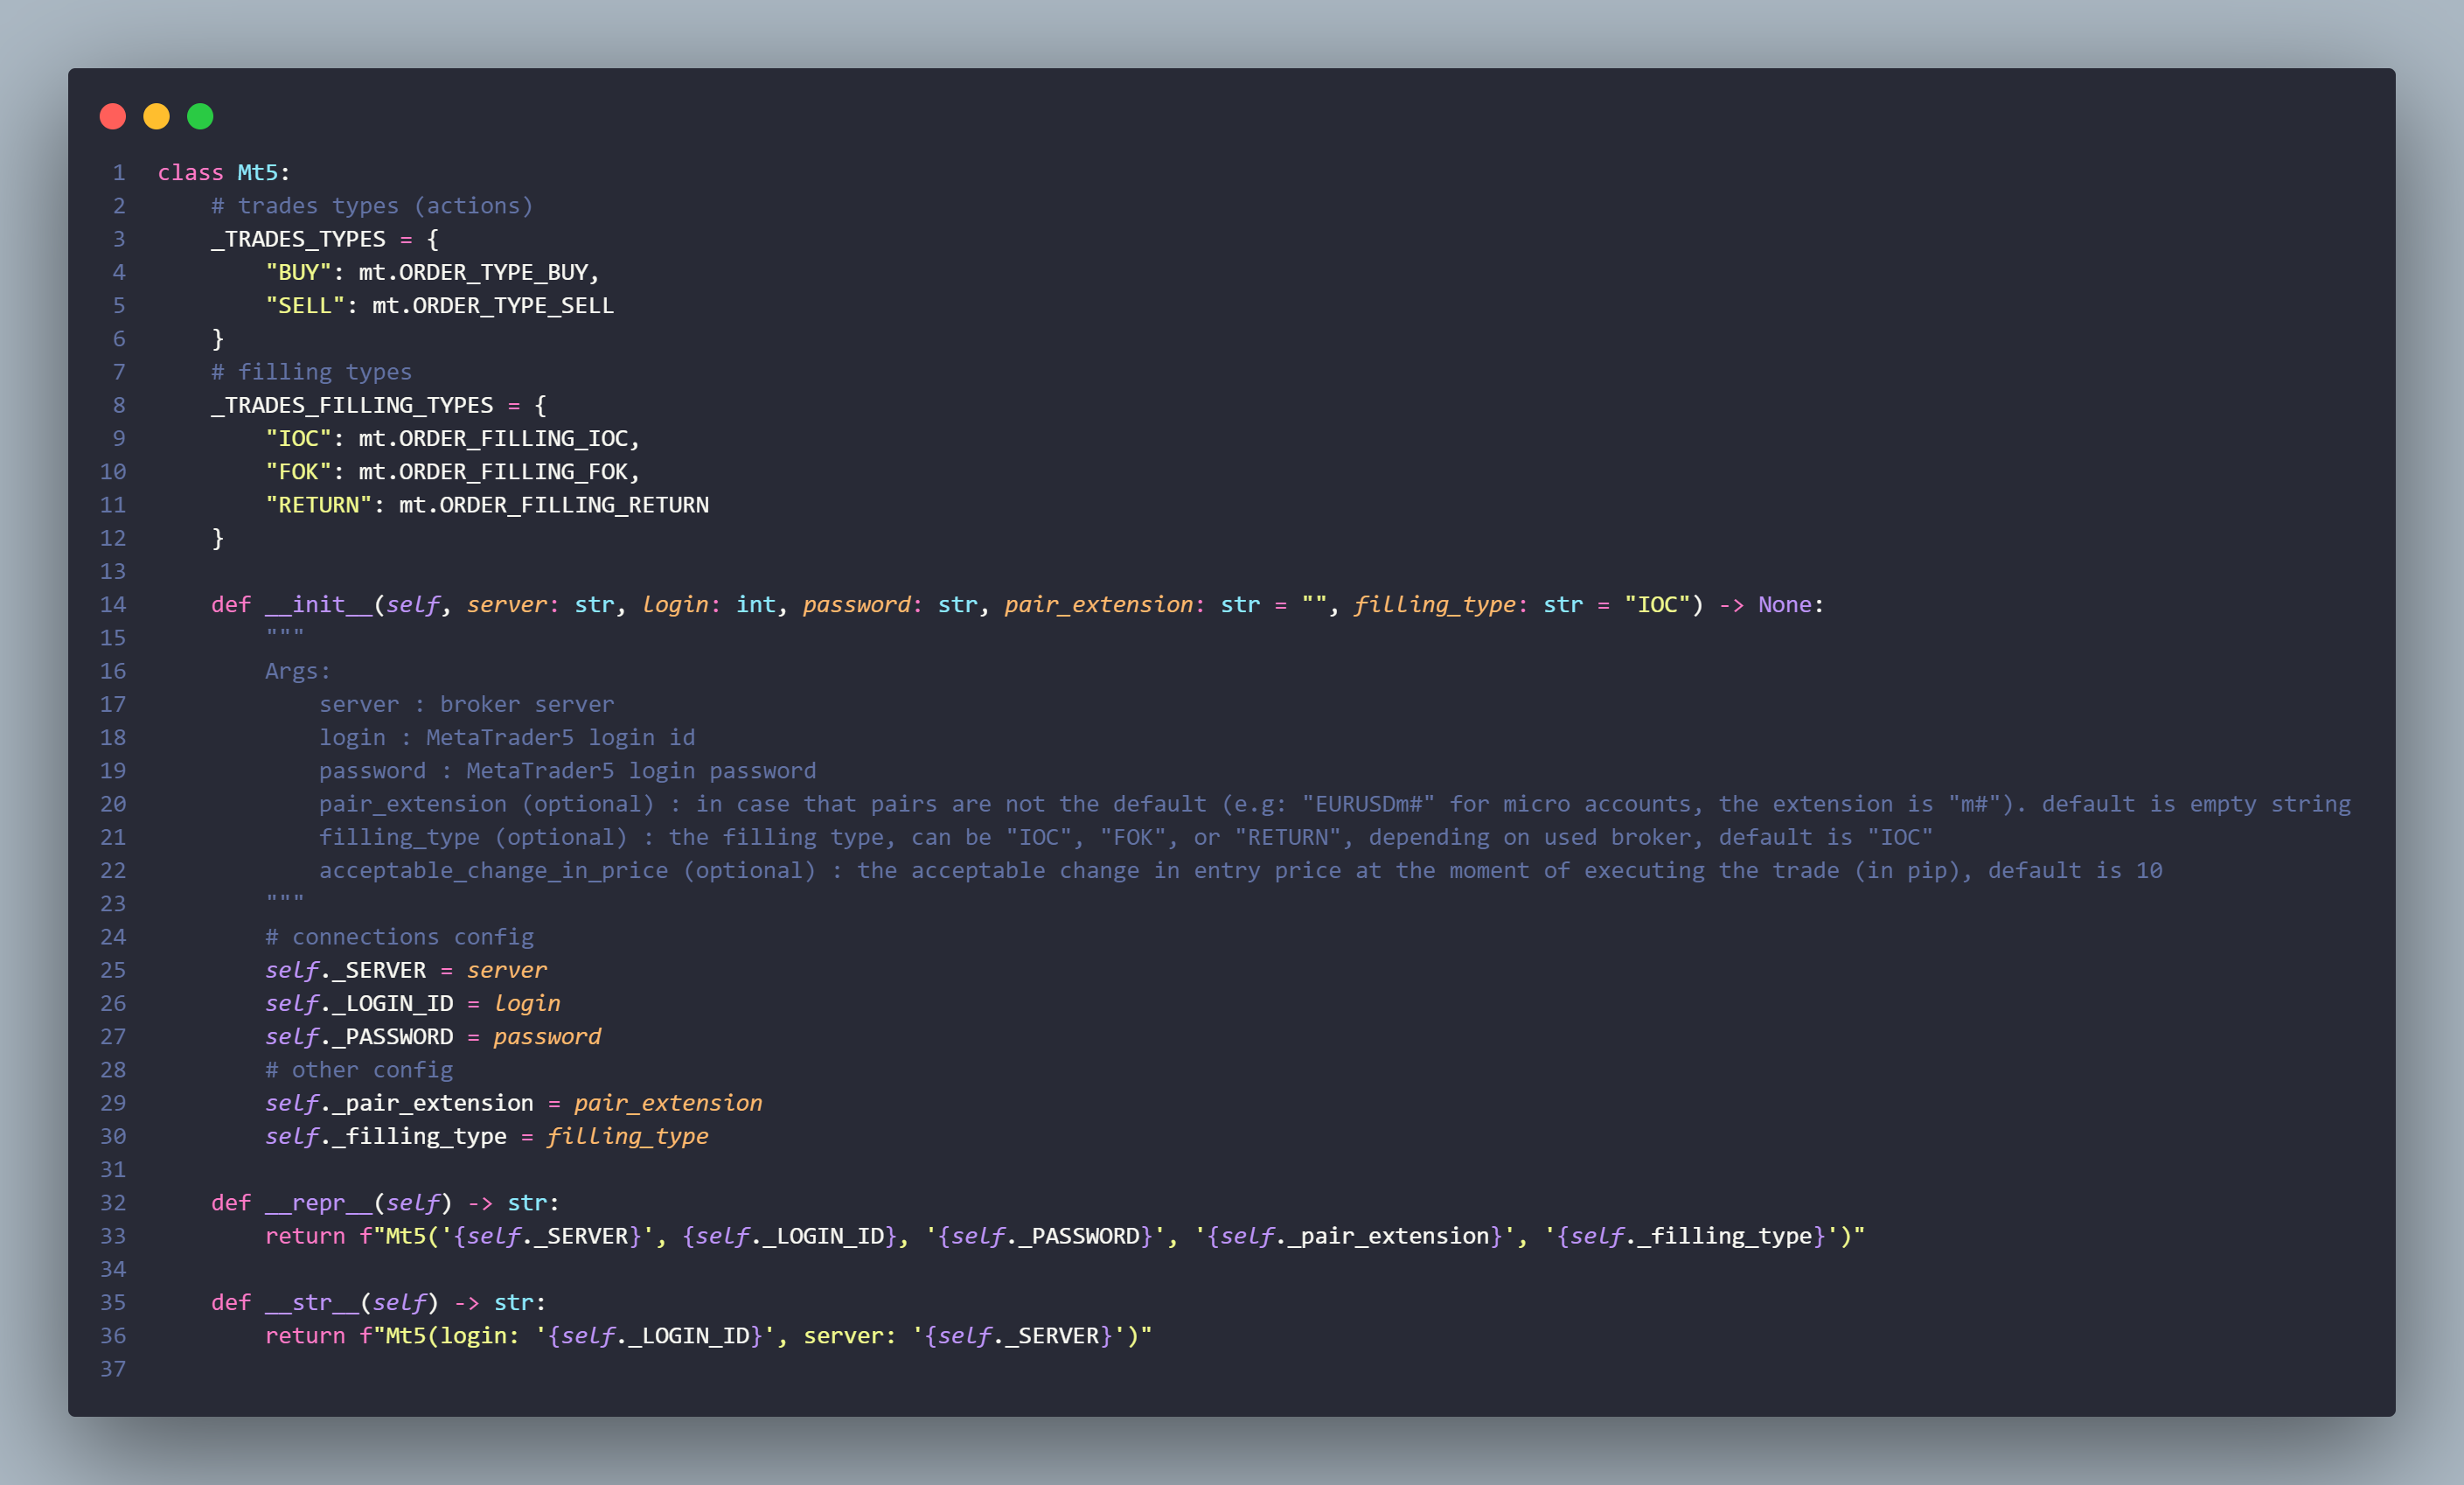 1 class Mt5:
2     # trades types (actions)
3     _TRADES_TYPES = {
4         "BUY": mt.ORDER_TYPE_BUY,
5         "SELL": mt.ORDER_TYPE_SELL
6     }
7     # filling types
8     _TRADES_FILLING_TYPES = {
9         "IOC": mt.ORDER_FILLING_IOC,
10         "FOK": mt.ORDER_FILLING_FOK,
11         "RETURN": mt.ORDER_FILLING_RETURN
12     }
13
14     def __init__(self, server: str, login: int, password: str, pair_extension: str = "", filling_type: str = "IOC") -> None:
15         """
16         Args:
17             server : broker server
18             login : MetaTrader5 login id
19             password : MetaTrader5 login password
20             pair_extension (optional) : in case that pairs are not the default (e.g: "EURUSDm#" for micro accounts, the extension is "m#"). default is empty string
21             filling_type (optional) : the filling type, can be "IOC", "FOK", or "RETURN", depending on used broker, default is "IOC"
22             acceptable_change_in_price (optional) : the acceptable change in entry price at the moment of executing the trade (in pip), default is 10
23         """
24         # connections config
25         self._SERVER = server
26         self._LOGIN_ID = login
27         self._PASSWORD = password
28         # other config
29         self._pair_extension = pair_extension
30         self._filling_type = filling_type
31
32     def __repr__(self) -> str:
33         return f"Mt5('{self._SERVER}', {self._LOGIN_ID}, '{self._PASSWORD}', '{self._pair_extension}', '{self._filling_type}')"
34
35     def __str__(self) -> str:
36         return f"Mt5(login: '{self._LOGIN_ID}', server: '{self._SERVER}')"
37